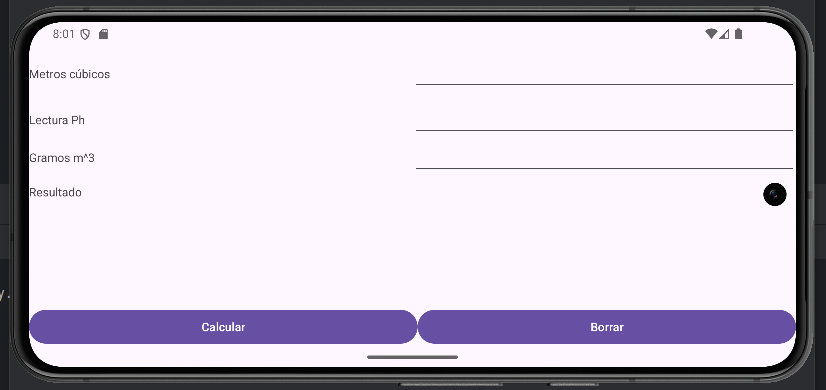 8:01
Metros cúbicos
Lectura Ph
Gramos m^3
Resultado
y.
Calcular Borrar